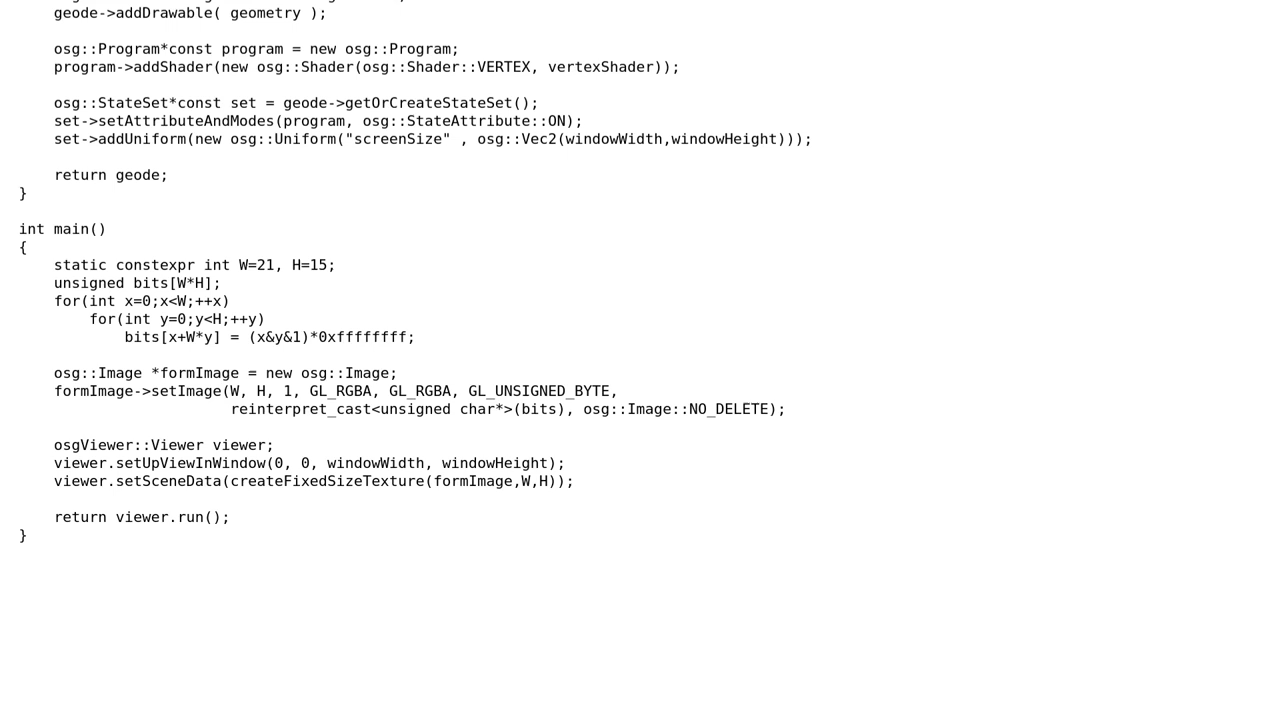 geode->addDrawable( geometry );
osg::Program*const program = new osg::Program;
program->addShader(new osg::Shader(osg::Shader::VERTEX, vertexShader));
osg::StateSet*const set = geode->getOrCreateStateSet();
set->setAttributeAndModes(program, osg::StateAttribute::ON);
set->addUniform(new osg::Uniform("screenSize" , osg::Vec2(windowWidth,windowHeight)));
return geode;
}
int main()
{
static constexpr int W=21, H=15;
unsigned bits[W*H];
for(int x=0;x<W;++x)
for(int y=0;y<H;++y)
bits[x+W*y] = (x&y&1)*0xffffffff;
osg::Image *formImage = new osg::Image;
formImage->setImage(W, H, 1, GL_RGBA, GL_RGBA, GL_UNSIGNED_BYTE,
reinterpret_cast<unsigned char*>(bits), osg::Image::NO_DELETE);
osgViewer::Viewer viewer;
viewer.setUpViewInWindow(0, 0, windowWidth, windowHeight);
viewer.setSceneData(createFixedSizeTexture(formImage,W,H));
return viewer.run();
}